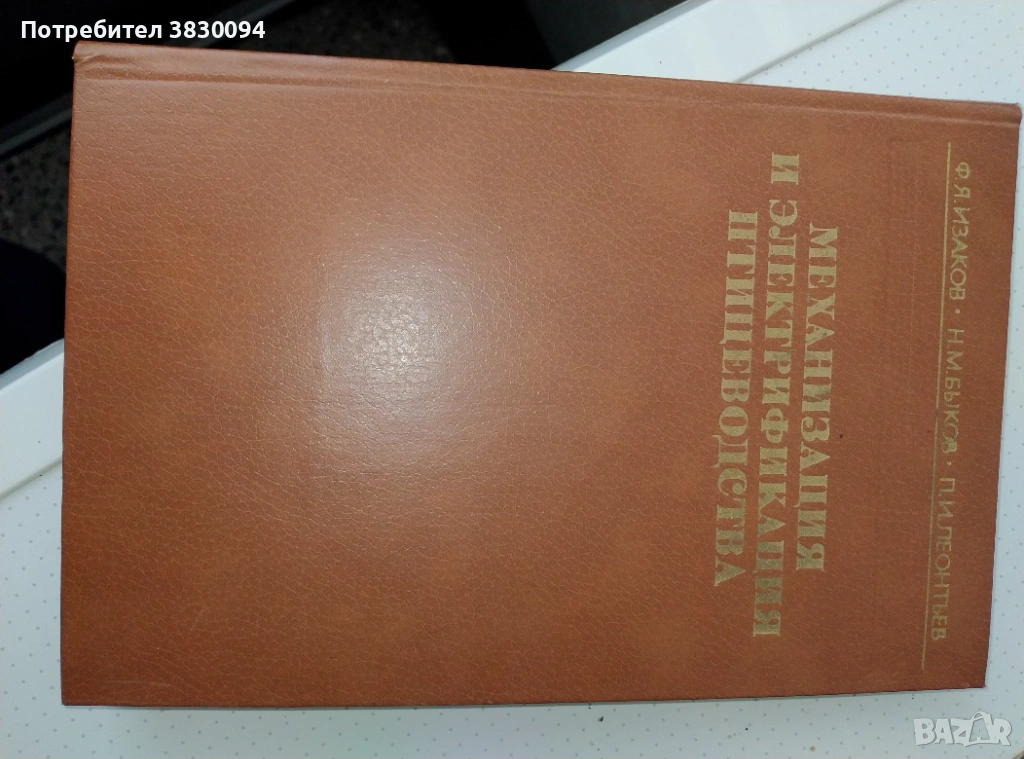 Потребител 3830094
Ф.Я.ИЗАКОВ · Н.М.БЫКОВ · П.И.ЛЕОНТЬЕВ
МЕХАНИЗАЦИЯ
И ЭЛЕКТРИФИКАЦИЯ
ПТИЦЕВОДСТВА
BAZAR